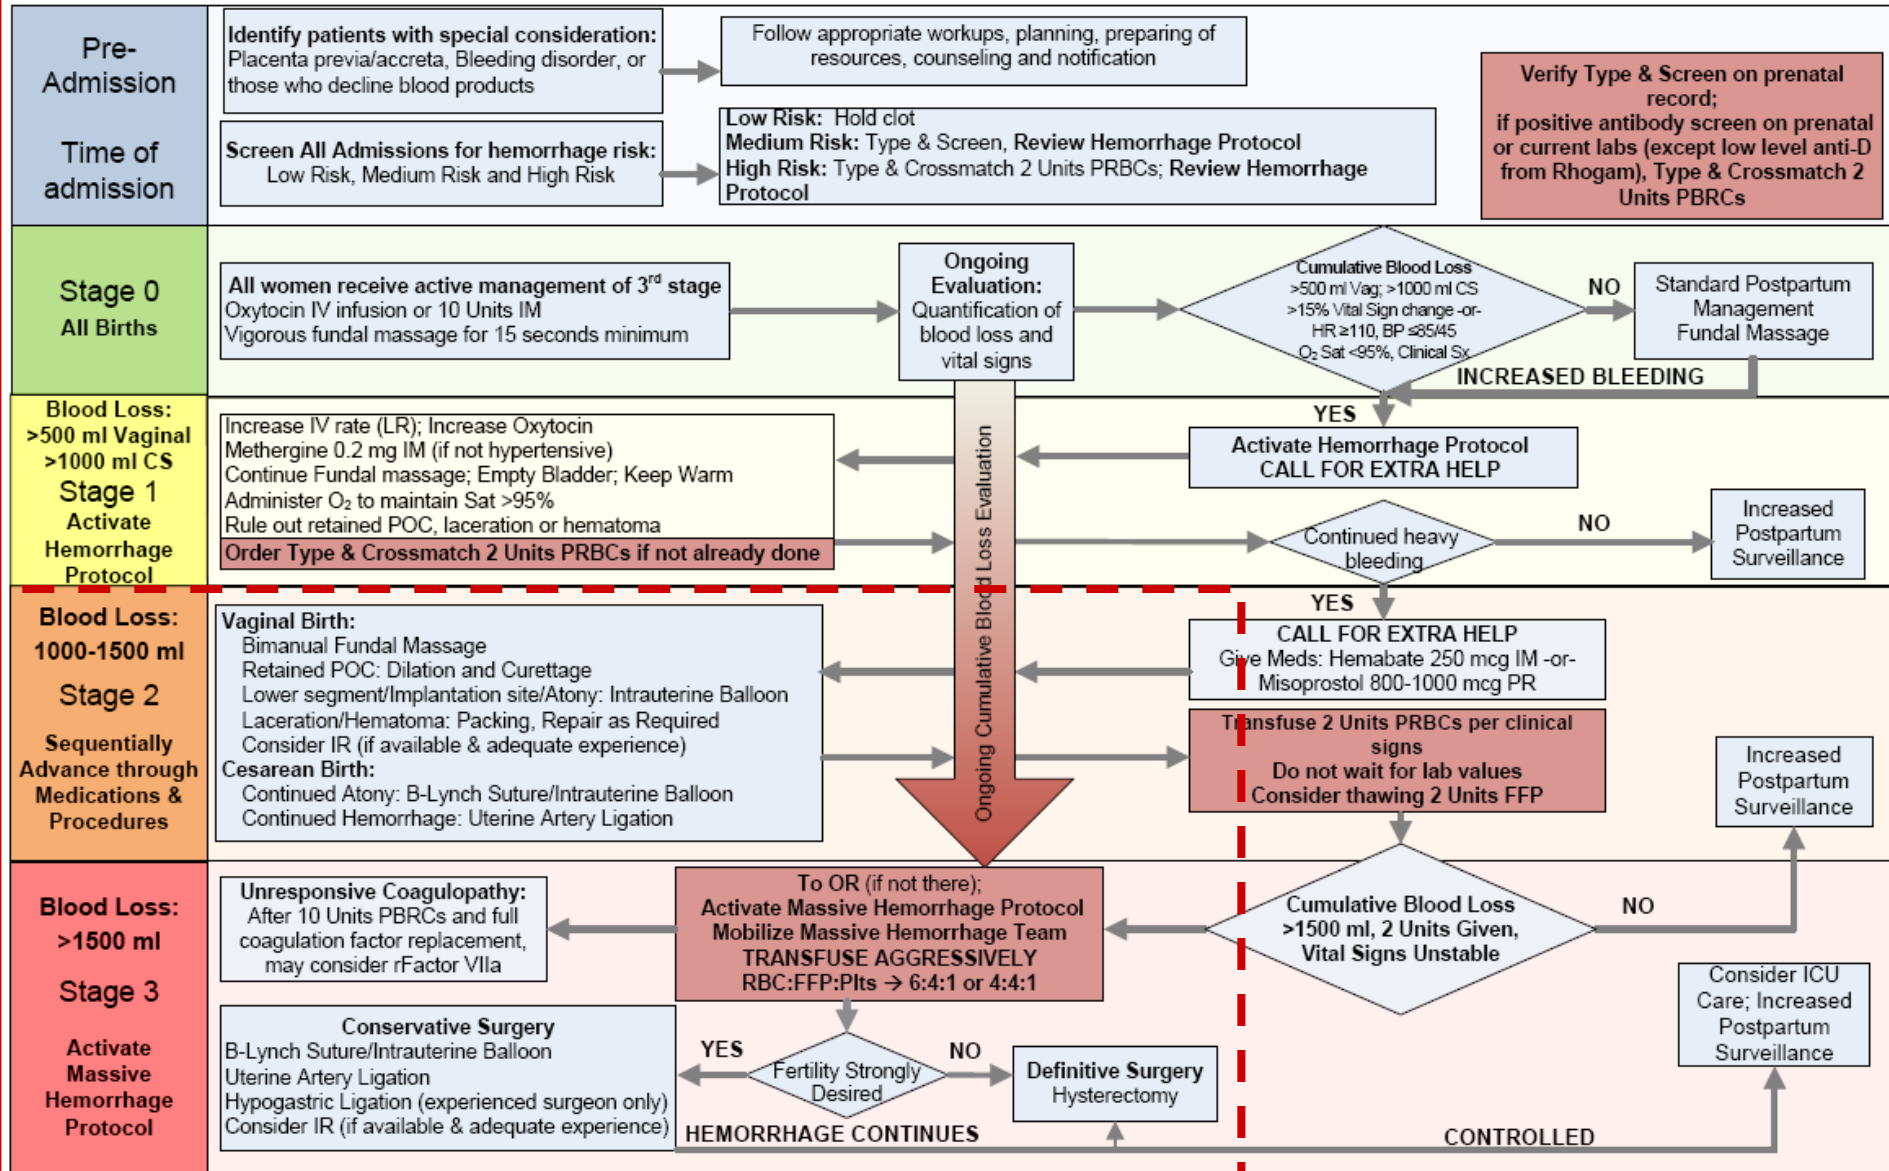 Pre-
Admission
Time of
admission
Identify patients with special consideration:
Placenta previa/accreta, Bleeding disorder, or
those who decline blood products
Follow appropriate workups, planning, preparing of
resources, counseling and notification
Screen All Admissions for hemorrhage risk:
Low Risk, Medium Risk and High Risk
Low Risk: Hold clot
Medium Risk: Type & Screen, Review Hemorrhage Protocol
High Risk: Type & Crossmatch 2 Units PRBCs; Review Hemorrhage
Protocol
Verify Type & Screen on prenatal
record;
if positive antibody screen on prenatal
or current labs (except low level anti-D
from Rhogam), Type & Crossmatch 2
Units PBRCs
Stage 0
All Births
All women receive active management of 3rd stage
Oxytocin IV infusion or 10 Units IM
Vigorous fundal massage for 15 seconds minimum
Ongoing
Evaluation:
Quantification of
blood loss and
vital signs
Cumulative Blood Loss
>500 ml Vag; >1000 ml CS
>15% Vital Sign change -or-
HR ≥110, BP ≤85/45
O2 Sat <95%, Clinical Sx
NO
Standard Postpartum
Management
Fundal Massage
INCREASED BLEEDING
YES
Blood Loss:
>500 ml Vaginal
>1000 ml CS
Stage 1
Activate
Hemorrhage
Protocol
Increase IV rate (LR); Increase Oxytocin
Methergine 0.2 mg IM (if not hypertensive)
Continue Fundal massage; Empty Bladder; Keep Warm
Administer O2 to maintain Sat >95%
Rule out retained POC, laceration or hematoma
Order Type & Crossmatch 2 Units PRBCs if not already done
Ongoing Cumulative Blood Loss Evaluation
Activate Hemorrhage Protocol
CALL FOR EXTRA HELP
Continued heavy
bleeding
NO
Increased
Postpartum
Surveillance
YES
Blood Loss:
1000-1500 ml
Stage 2
Sequentially
Advance through
Medications &
Procedures
Vaginal Birth:
Bimanual Fundal Massage
Retained POC: Dilation and Curettage
Lower segment/Implantation site/Atony: Intrauterine Balloon
Laceration/Hematoma: Packing, Repair as Required
Consider IR (if available & adequate experience)
Cesarean Birth:
Continued Atony: B-Lynch Suture/Intrauterine Balloon
Continued Hemorrhage: Uterine Artery Ligation
CALL FOR EXTRA HELP
Give Meds: Hemabate 250 mcg IM -or-
Misoprostol 800-1000 mcg PR
Transfuse 2 Units PRBCs per clinical
signs
Do not wait for lab values
Consider thawing 2 Units FFP
Increased
Postpartum
Surveillance
Blood Loss:
>1500 ml
Stage 3
Activate
Massive
Hemorrhage
Protocol
Unresponsive Coagulopathy:
After 10 Units PBRCs and full
coagulation factor replacement,
may consider rFactor VIIa
To OR (if not there);
Activate Massive Hemorrhage Protocol
Mobilize Massive Hemorrhage Team
TRANSFUSE AGGRESSIVELY
RBC:FFP:Plts → 6:4:1 or 4:4:1
Cumulative Blood Loss
>1500 ml, 2 Units Given,
Vital Signs Unstable
NO
Conservative Surgery
B-Lynch Suture/Intrauterine Balloon
Uterine Artery Ligation
Hypogastric Ligation (experienced surgeon only)
Consider IR (if available & adequate experience)
YES
Fertility Strongly
Desired
NO
Definitive Surgery
Hysterectomy
Consider ICU
Care; Increased
Postpartum
Surveillance
HEMORRHAGE CONTINUES
CONTROLLED